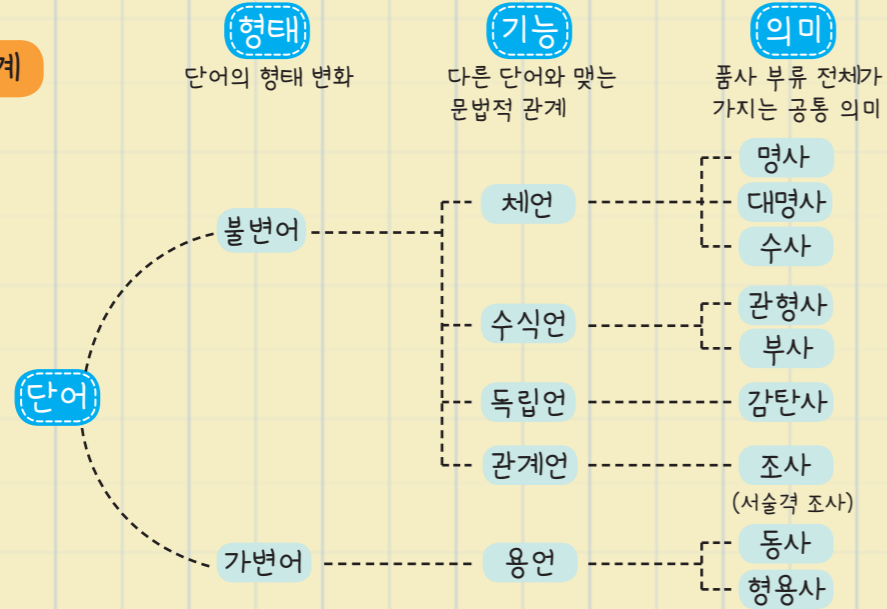 계
형태
단어의 형태 변화
기능
다른 단어와 맺는
문법적 관계
의미
품사 부류 전체가
가지는 공통 의미
단어
불변어
가변어
체언
수식언
독립언
관계언
용언
명사
대명사
수사
관형사
부사
감탄사
조사
(서술격 조사)
동사
형용사